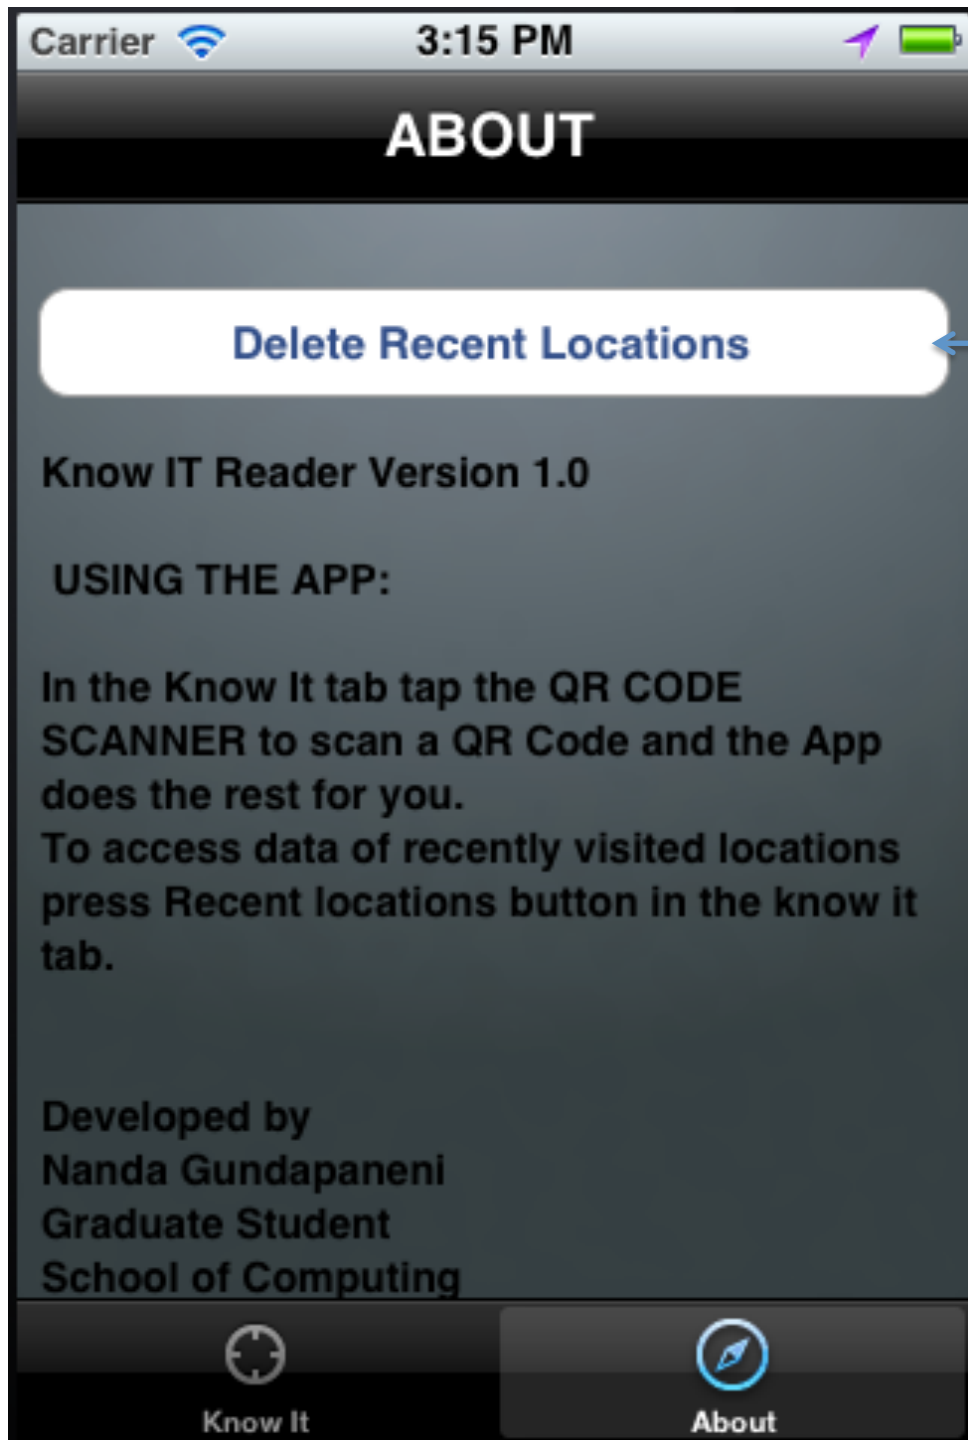 Carrier 3:15 PM
ABOUT
Delete Recent Locations
Know IT Reader Version 1.0
USING THE APP:
In the Know It tab tap the QR CODE
SCANNER to scan a QR Code and the App
does the rest for you.
To access data of recently visited locations
press Recent locations button in the know it
tab.
Developed by
Nanda Gundapaneni
Graduate Student
School of Computing
Know It About